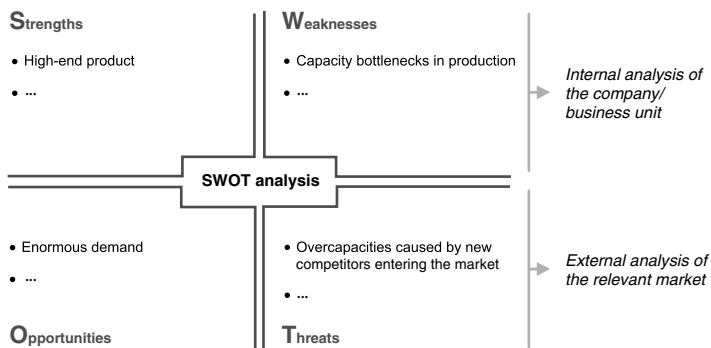 Strengths
• High-end product
• ...
Weaknesses
• Capacity bottlenecks in production
• ...
Internal analysis of
the company/
business unit
SWOT analysis
• Enormous demand
• ...
Opportunities
• Overcapacities caused by new
competitors entering the market
• ...
Threats
External analysis of
the relevant market